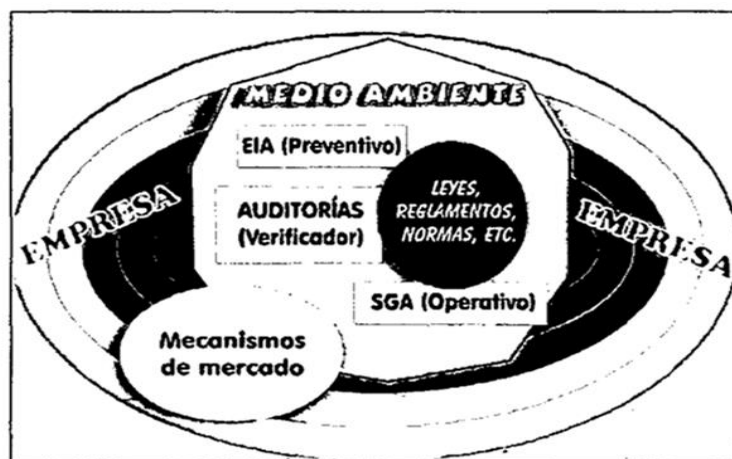 MEDIO AMBIENTE
EIA (Preventivo)
LEYES,
REGLAMENTOS,
NORMAS, ETC.
AUDITORÍAS
(Verificador)
EMPRESA
EMPRESA
SGA (Operativo)
Mecanismos
de mercado